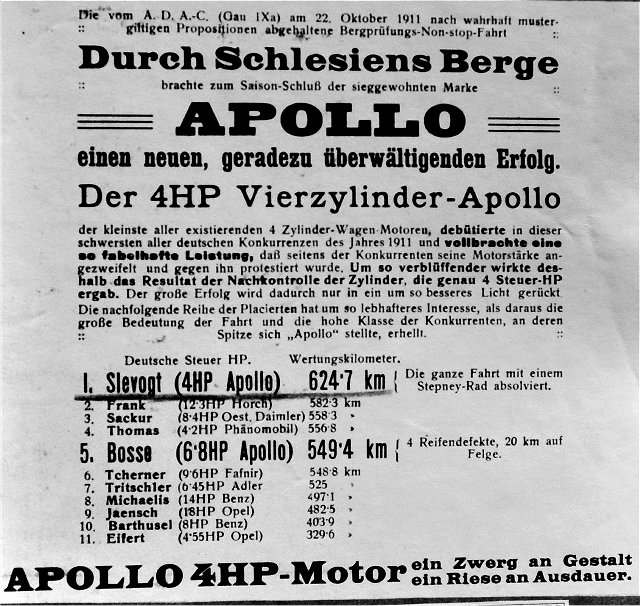 Die vom A. D. A.-C. (Gau IXa) am 22. Oktober 1911 nach wahrhaft muster-
:: giltigen Propositionen abgehaltene Bergprüfungs-Non-stop-Fahrt ::
Durch Schlesiens Berge
:: brachte zum Saison-Schluß der sieggewohnten Marke ::
APOLLO
einen neuen, geradezu überwältigenden Erfolg.
Der 4HP Vierzylinder-Apollo
der kleinste aller existierenden 4 Zylinder-Wagen-Motoren, debütierte in dieser
schwersten aller deutschen Konkurrenzen des Jahres 1911 und vollbrachte eine
so fabelhafte Leistung, daß seitens der Konkurrenten seine Motorstärke an-
gezweifelt und gegen ihn protestiert wurde. Um so verblüffender wirkte des-
halb das Resultat der Nachkontrolle der Zylinder, die genau 4 Steuer-HP
ergab. Der große Erfolg wird dadurch nur in ein um so besseres Licht gerückt.
Die nachfolgende Reihe der Placierten hat um so lebhafteres Interesse, als daraus die
große Bedeutung der Fahrt und die hohe Klasse der Konkurrenten, an deren
:: Spitze sich „Apollo" stellte, erhellt. ::
Deutsche Steuer HP. Wertungskilometer.
1. Slevogt (4HP Apollo) 624·7 km { Die ganze Fahrt mit einem
Stepney-Rad absolviert.
2. Frank (12·3HP Horch) 582·3 km
3. Sackur (8·4HP Oest. Daimler) 558·3 "
4. Thomas (4·2HP Phänomobil) 556·8 "
5. Bosse (6·8HP Apollo) 549·4 km { 4 Reifendefekte, 20 km auf
Felge.
6. Tcherner (9·6HP Fafnir) 548·8 km
7. Tritschler (6·45HP Adler 525 "
8. Michaelis (14HP Benz) 497·1 "
9. Jaensch (18HP Opel) 482·5 "
10. Barthusel (8HP Benz) 403·9 "
11. Eifert (4·55HP Opel) 329·6 "
APOLLO 4HP-Motor ein Zwerg an Gestalt
ein Riese an Ausdauer.